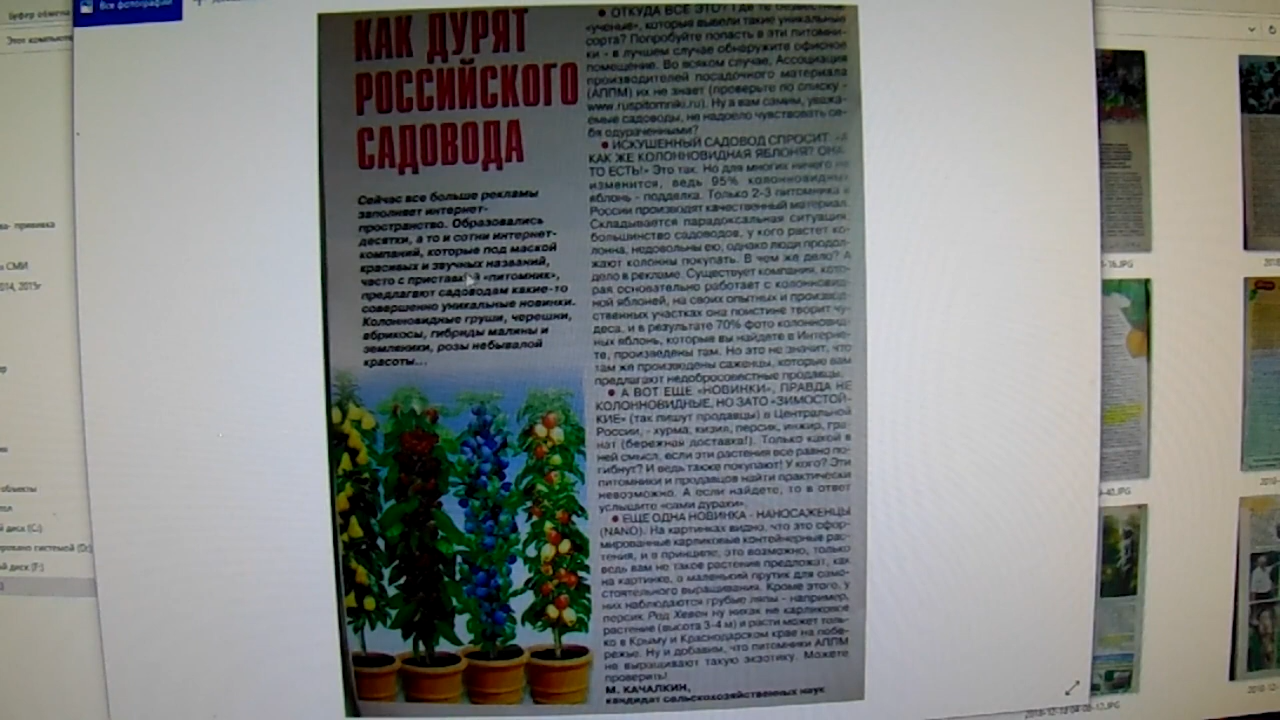 Все фотографии
КАК ДУРЯТ
РОССИЙСКОГО
САДОВОДА
Сейчас все больше рекламы
заполняет интернет-
пространство. Образовались
десятки, а то и сотни интернет-
компаний, которые под маской
красивых и звучных названий,
часто с приставкой «питомник»,
предлагают садоводам какие-то
совершенно уникальные новинки.
Колонновидные груши, черешни,
абрикосы, гибриды малины и
земляники, розы небывалой
красоты...
• ОТКУДА ВСЕ ЭТО? Где те
«ученые», которые вывели такие уникальные
сорта? Попробуйте попасть в эти питомни-
ки - в лучшем случае обнаружите офисное
помещение. Во всяком случае, Ассоциация
производителей посадочного материала
(АППМ) их не знает (проверьте по списку -
www.ruspitomniki.ru). Ну а вам самим, уважа-
емые садоводы, не надоело чувствовать се-
бя одураченными?
• ИСКУШЕННЫЙ САДОВОД СПРОСИТ: «А
КАК ЖЕ КОЛОННОВИДНАЯ ЯБЛОНЯ? ОНА-
ТО ЕСТЬ!» Это так. Но для многих ничего не
изменится, ведь 95% колонновидных
яблонь - подделка. Только 2-3 питомника в
России производят качественный материал.
Складывается парадоксальная ситуация:
большинство садоводов, у кого растет ко-
лонна, недовольны ею, однако люди продол-
жают колонны покупать. В чем же дело? А
дело в рекламе. Существует компания, кото-
рая основательно работает с колонновид-
ной яблоней, на своих опытных и производ-
ственных участках она поистине творит чу-
деса, и в результате 70% фото колонновид-
ных яблонь, которые вы найдете в Интерне-
те, произведены там. Но это не значит, что
там же произведены саженцы, которые вам
предлагают недобросовестные продавцы.
• А ВОТ ЕЩЕ «НОВИНКИ», ПРАВДА НЕ
КОЛОННОВИДНЫЕ, НО ЗАТО «ЗИМОСТОЙ-
КИЕ» (так пишут продавцы) в Центральной
России, - хурма, кизил, персик, инжир, гра-
нат (бережная доставка!). Только какой в
ней смысл, если эти растения все равно по-
гибнут? И ведь также покупают! У кого? Эти
питомники и продавцов найти практически
невозможно. А если найдете, то в ответ
услышите «сами дураки».
• ЕЩЕ ОДНА НОВИНКА - НАНОСАЖЕНЦЫ
(NANO). На картинках видно, что это сфор-
мированные карликовые контейнерные рас-
тения, и в принципе, это возможно, только
ведь вам не такое растение предложат, как
на картинке, а маленький прутик для само-
стоятельного выращивания. Кроме этого, у
них наблюдаются грубые ляпы - например,
персик Ред Хевен ну никак не карликовое
растение (высота 3-4 м) и расти может толь-
ко в Крыму и Краснодарском крае на побе-
режье. Ну и добавим, что питомники АППМ
не выращивают такую экзотику. Можете
проверить!
М. КАЧАЛКИН,
кандидат сельскохозяйственных наук